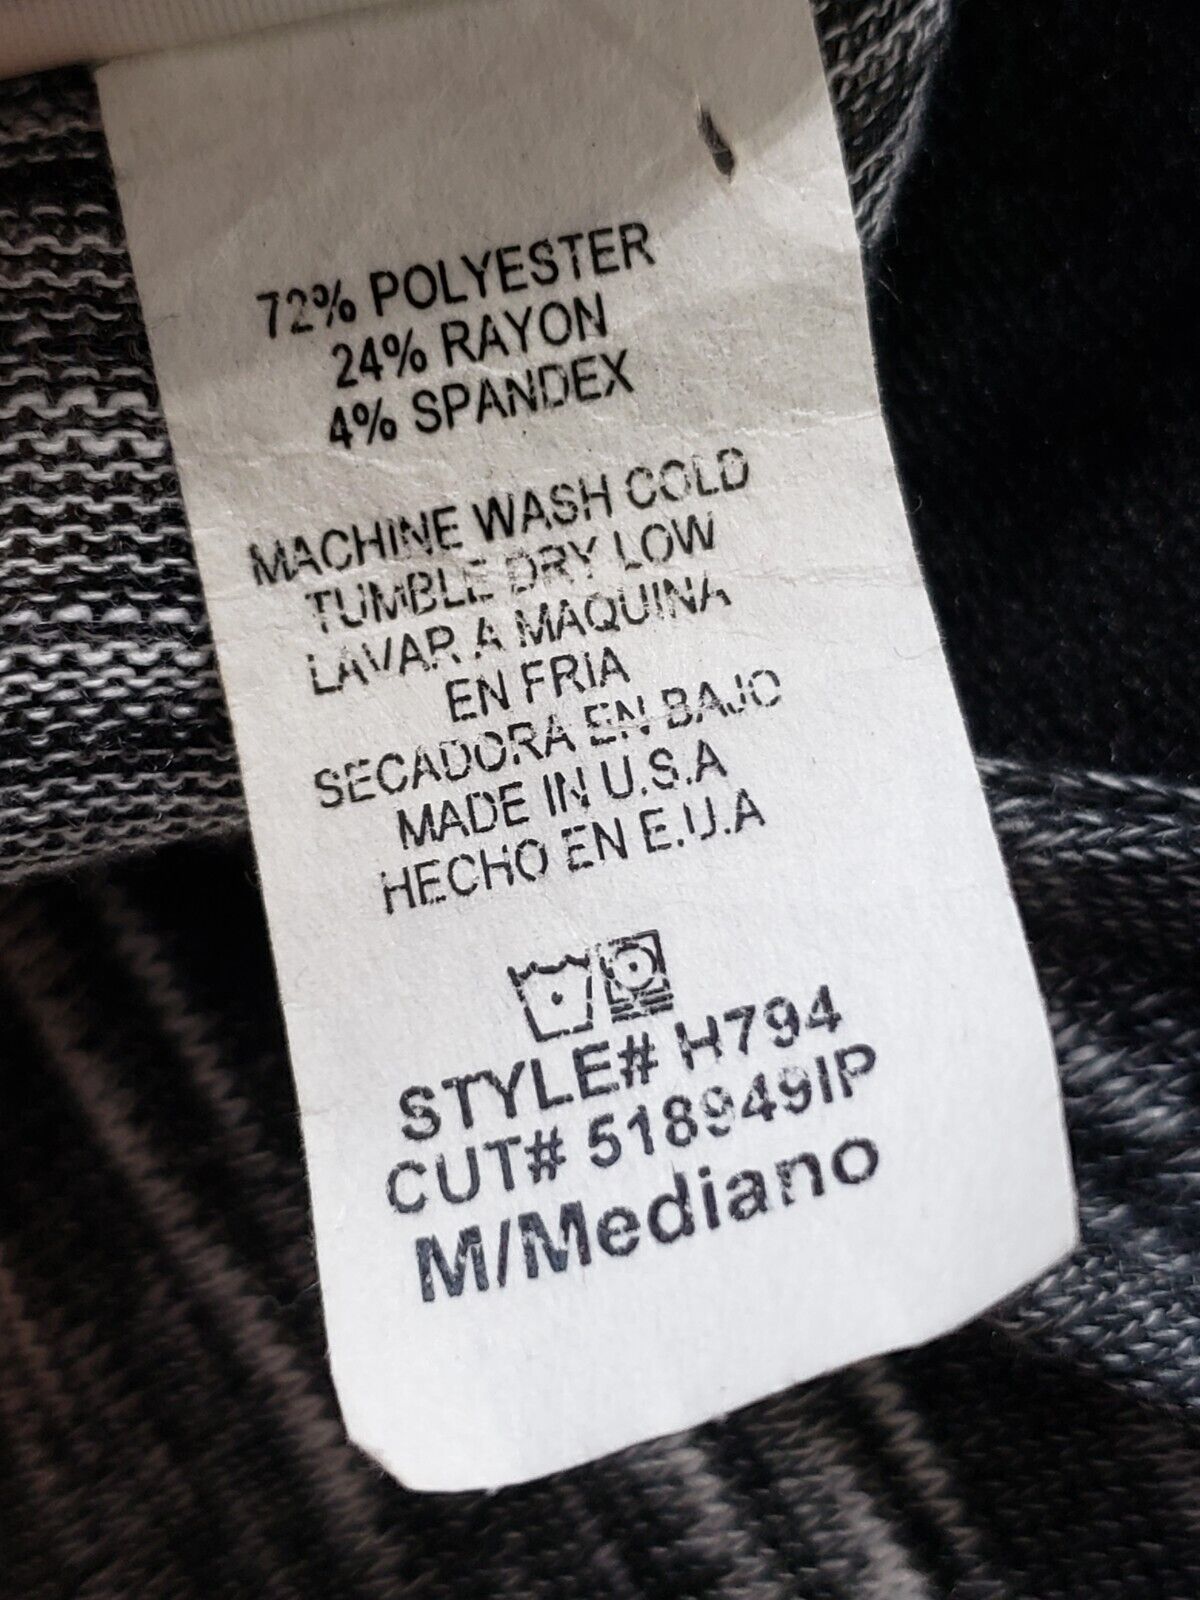 72% POLYESTER
24% RAYON
4% SPANDEX
MACHINE WASH COLD
TUMBLE DRY LOW
LAVAR A MAQUINA
EN FRIA
SECADORA EN BAJO
MADE IN U.S.A
HECHO EN E.U.A
STYLE# H794
CUT# 518949IP
M/Mediano